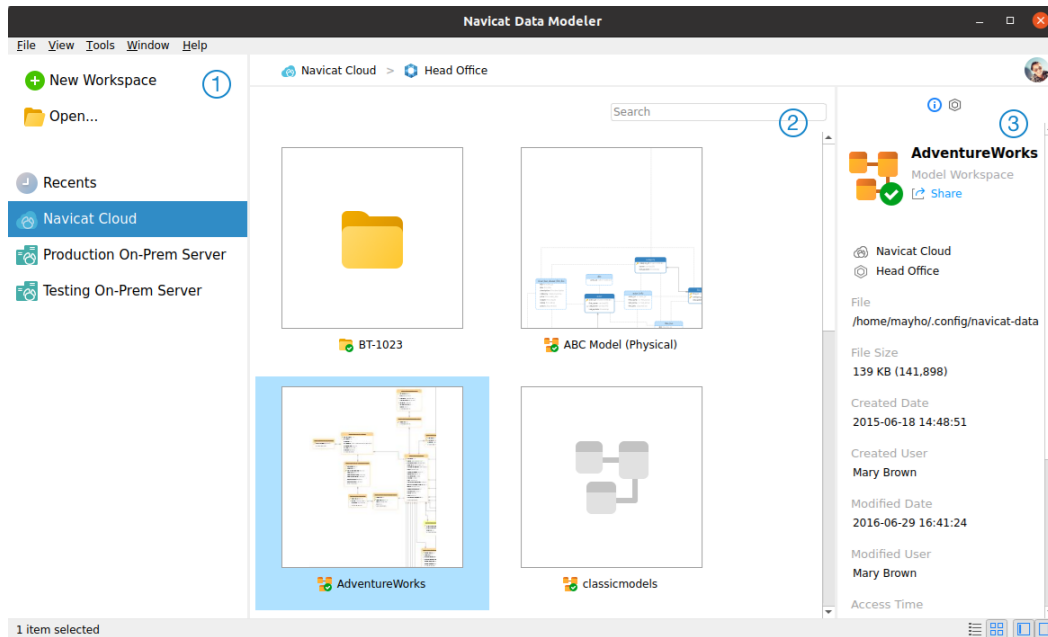 Navicat Data Modeler
File View Tools Window Help
New Workspace
1
Open...
Recents
Navicat Cloud
Production On-Prem Server
Testing On-Prem Server
Navicat Cloud > Head Office
Search
2
BT-1023
ABC Model (Physical)
AdventureWorks
classicmodels
3
AdventureWorks
Model Workspace
Share
Navicat Cloud
Head Office
File
/home/mayho/.config/navicat-data
File Size
139 KB (141,898)
Created Date
2015-06-18 14:48:51
Created User
Mary Brown
Modified Date
2016-06-29 16:41:24
Modified User
Mary Brown
Access Time
1 item selected